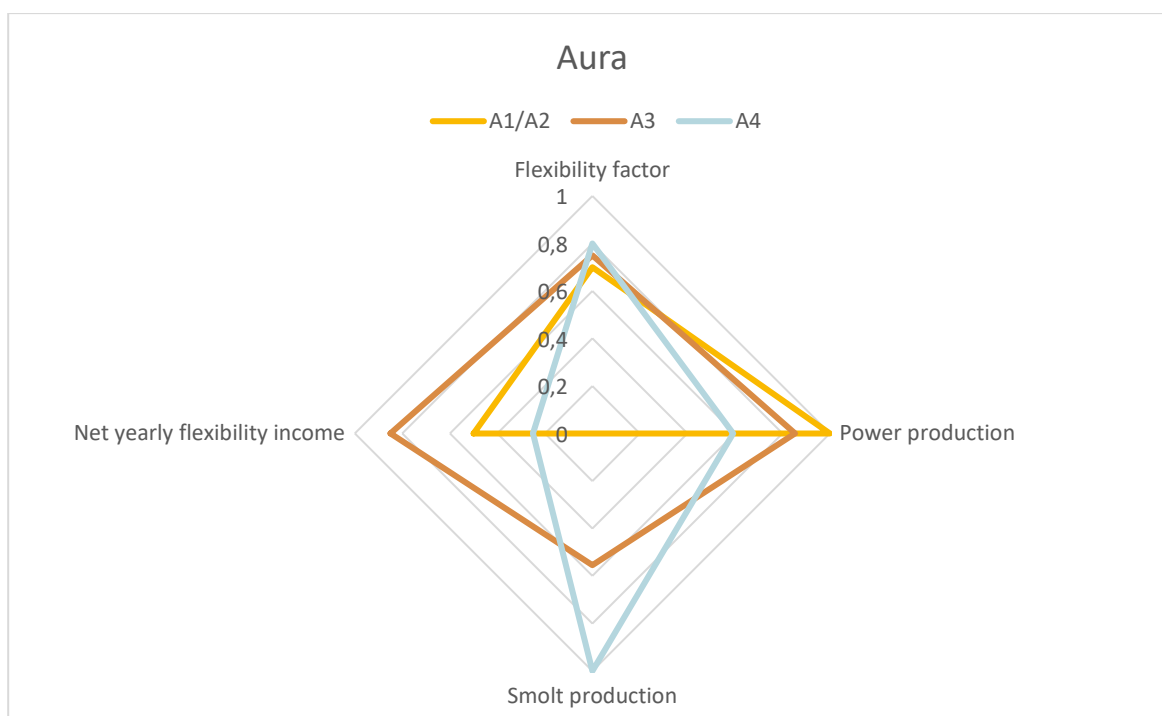 Aura
A1/A2 A3 A4
Flexibility factor
1
0,8
0,6
0,4
0,2
Net yearly flexibility income 0 Power production
Smolt production